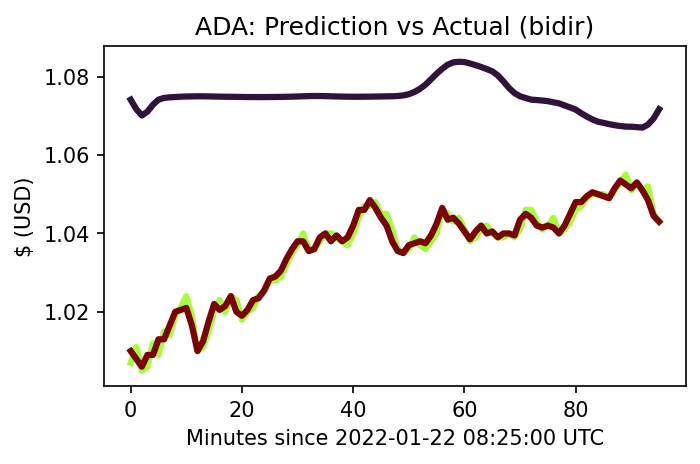 ADA: Prediction vs Actual (bidir)
$ (USD)
1.08
1.06
1.04
1.02
0 20 40 60 80
Minutes since 2022-01-22 08:25:00 UTC